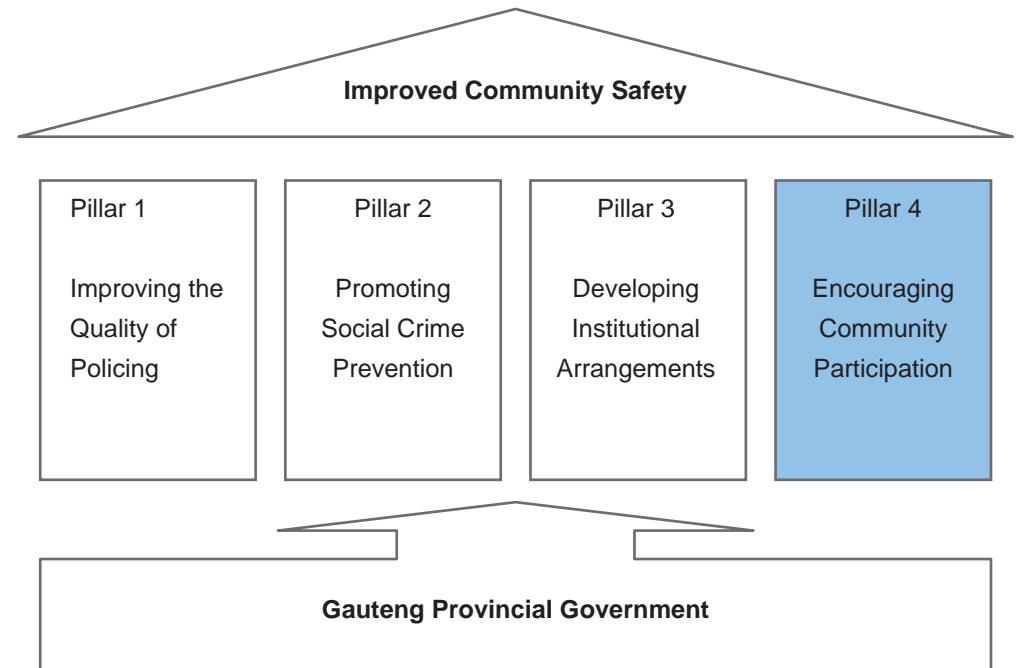 Improved Community Safety
Pillar 1
Improving the
Quality of
Policing
Pillar 2
Promoting
Social Crime
Prevention
Pillar 3
Developing
Institutional
Arrangements
Pillar 4
Encouraging
Community
Participation
Gauteng Provincial Government